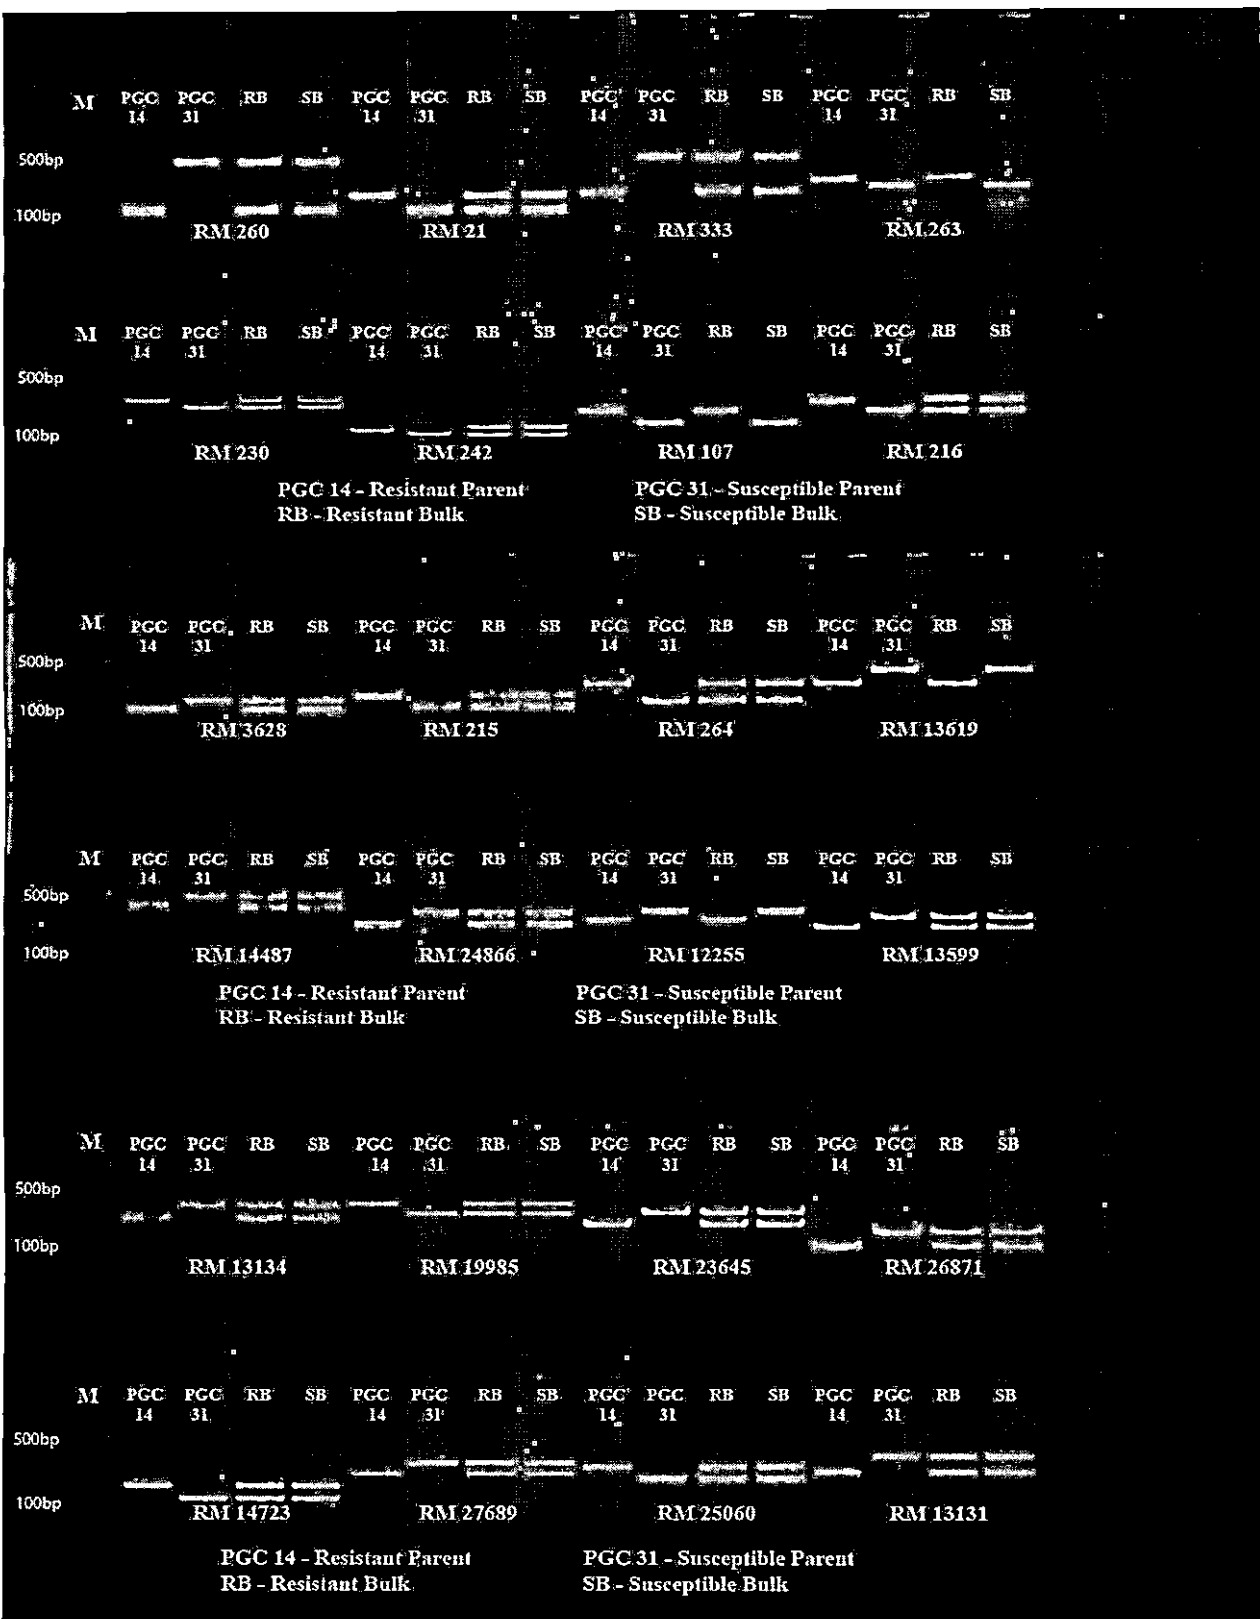 M PGC PGC RB SB PGC PGC RB SB PGC PGC RB SB PGC PGC RB SB
14 31 14 31 14 31 14 31
500bp
100bp
RM 260 RM 21 RM 333 RM 263
M PGC PGC RB SB PGC PGC RB SB PGC PGC RB SB PGC PGC RB SB
14 31 14 31 14 31 14 31
500bp
100bp
RM 230 RM 242 RM 107 RM 216
PGC 14 - Resistant Parent PGC 31 - Susceptible Parent
RB - Resistant Bulk SB - Susceptible Bulk
M PGC PGC RB SB PGC PGC RB SB PGC PGC RB SB PGC PGC RB SB
14 31 14 31 14 31 14 31
500bp
100bp
RM 3628 RM 215 RM 264 RM 13619
M PGC PGC RB SB PGC PGC RB SB PGC PGC RB SB PGC PGC RB SB
14 31 14 31 14 31 14 31
500bp
100bp
RM 14487 RM 24866 RM 12255 RM 13599
PGC 14 - Resistant Parent PGC 31 - Susceptible Parent
RB - Resistant Bulk SB - Susceptible Bulk
M PGC PGC RB SB PGC PGC RB SB PGC PGC RB SB PGC PGC RB SB
14 31 14 31 14 31 14 31
500bp
100bp
RM 13134 RM 19985 RM 23645 RM 26871
M PGC PGC RB SB PGC PGC RB SB PGC PGC RB SB PGC PGC RB SB
14 31 14 31 14 31 14 31
500bp
100bp
RM 14723 RM 27689 RM 25060 RM 13131
PGC 14 - Resistant Parent PGC 31 - Susceptible Parent
RB - Resistant Bulk SB - Susceptible Bulk